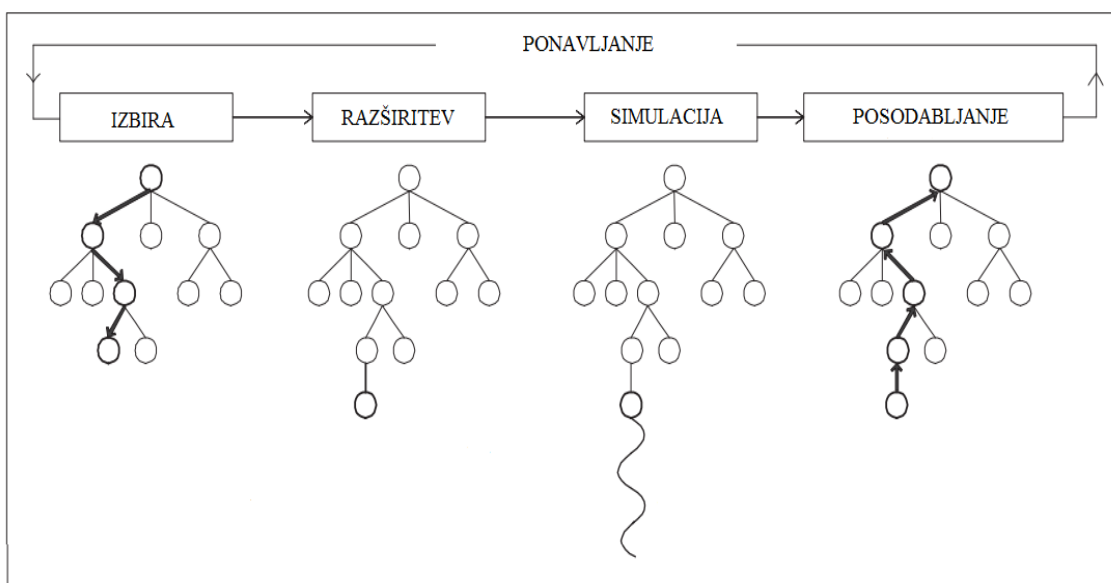 PONAVLJANJE
IZBIRA
RAZŠIRITEV
SIMULACIJA
POSODABLJANJE